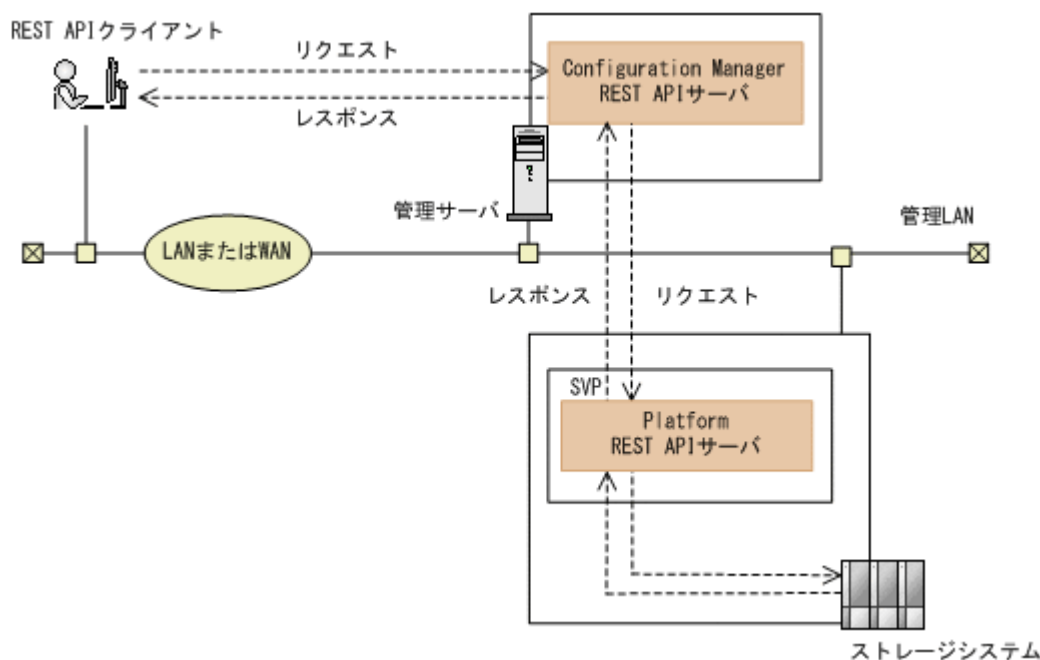 REST APIクライアント
リクエスト
Configuration Manager
REST APIサーバ
レスポンス
管理サーバ
管理LAN
LANまたはWAN
レスポンス
リクエスト
SVP
Platform
REST APIサーバ
ストレージシステム